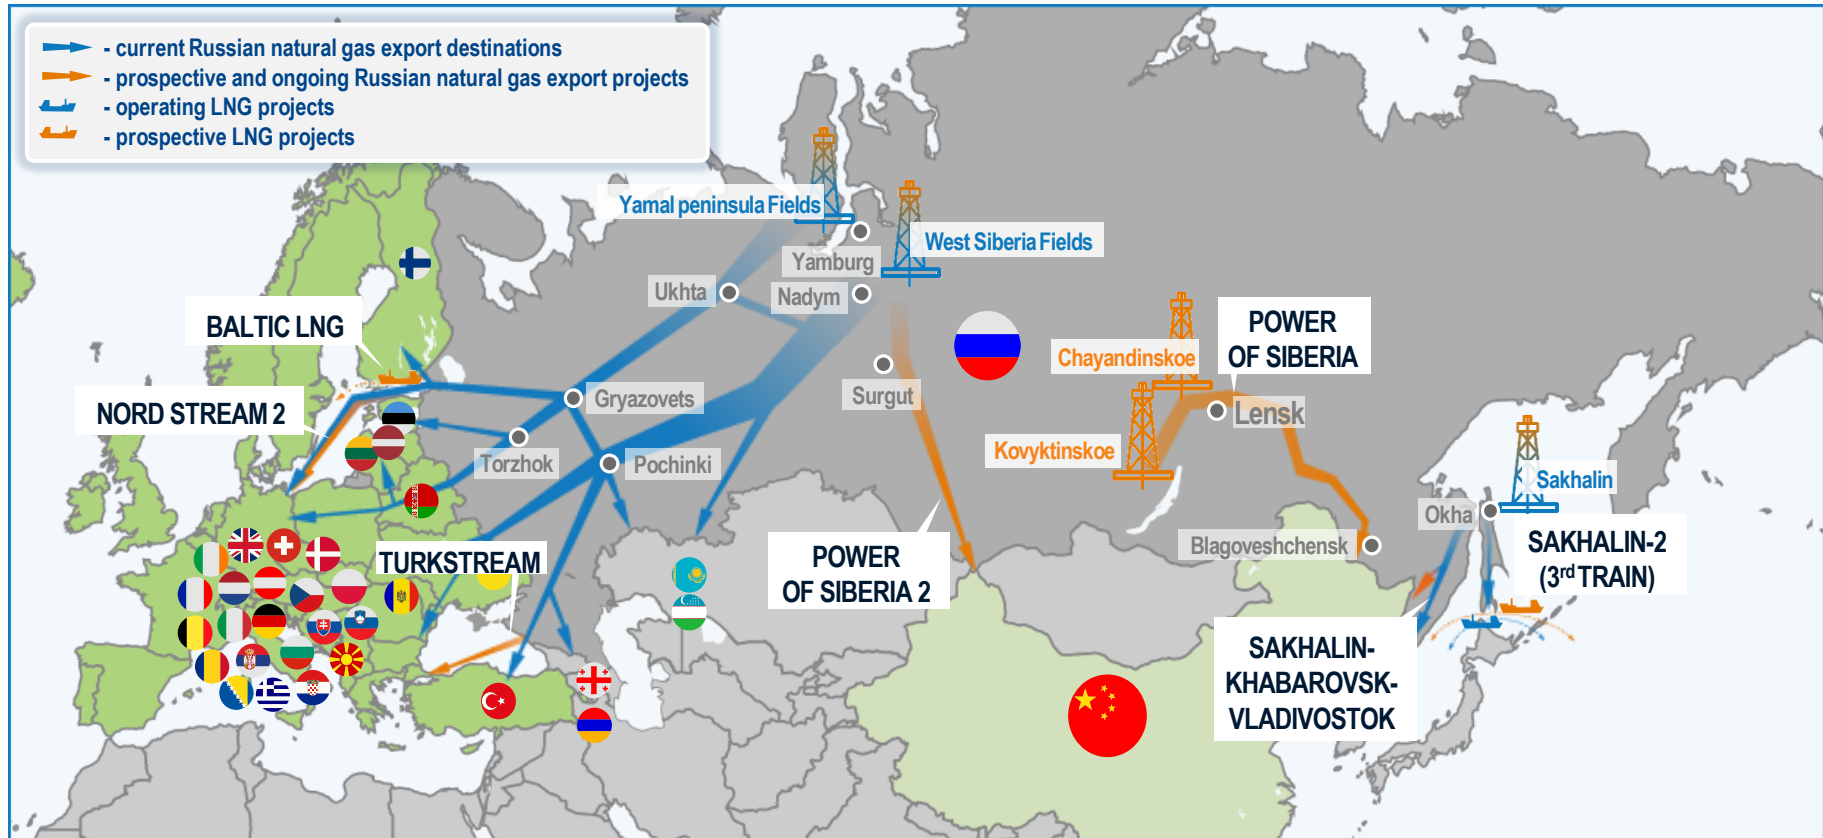 - current Russian natural gas export destinations
- prospective and ongoing Russian natural gas export projects
- operating LNG projects
- prospective LNG projects
Yamal peninsula Fields
West Siberia Fields
Yamburg
Ukhta
Nadym
BALTIC LNG
POWER
OF SIBERIA
Chayandinskoe
Surgut
NORD STREAM 2
Gryazovets
Lensk
Kovyktinskoe
Torzhok
Pochinki
Sakhalin
Okha
Blagoveshchensk
SAKHALIN-2
(3rd TRAIN)
TURKSTREAM
POWER
OF SIBERIA 2
SAKHALIN-
KHABAROVSK-
VLADIVOSTOK